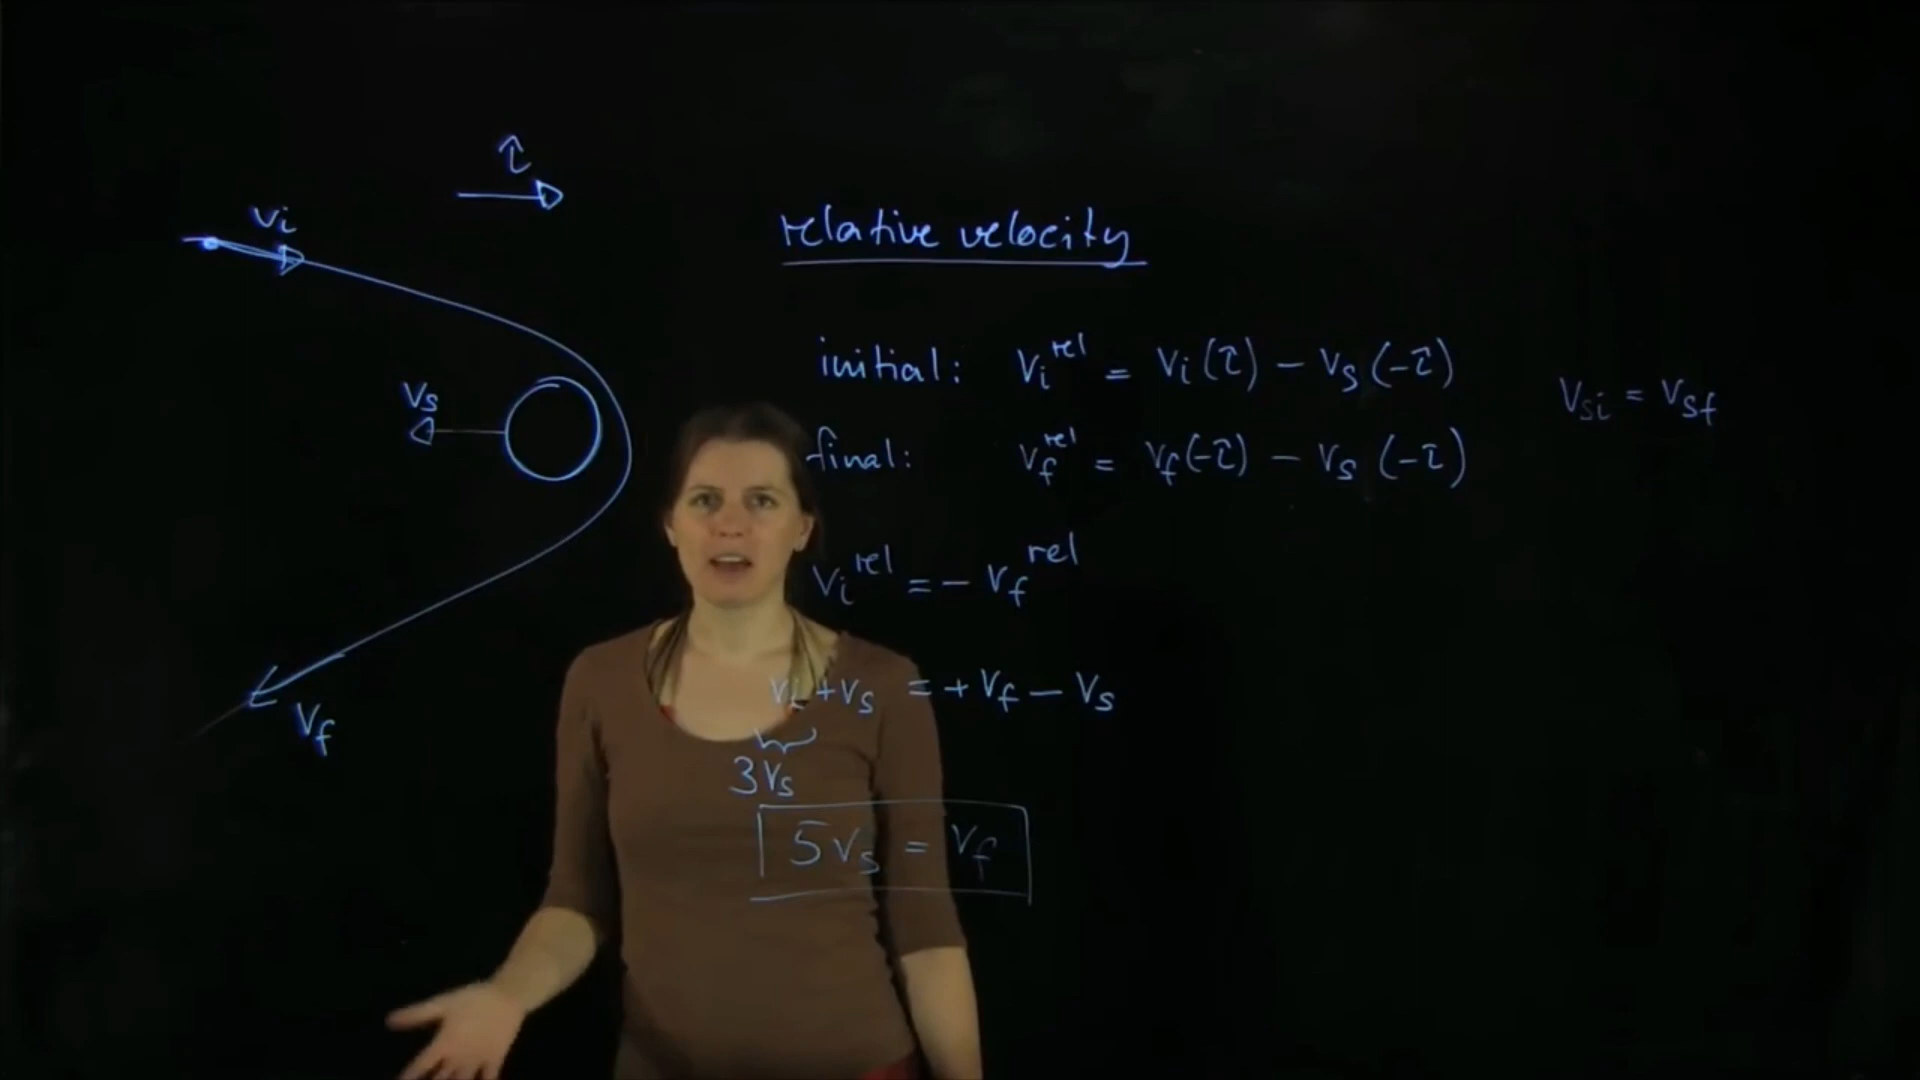 î
vi
vs
vf
relative velocity
initial: vi^rel = vi(î) − vs(−î)
vsi = vsf
final: vf^rel = vf(−î) − vs(−î)
vi^rel = − vf^rel
vi + vs = + vf − vs
3vs
5vs = vf